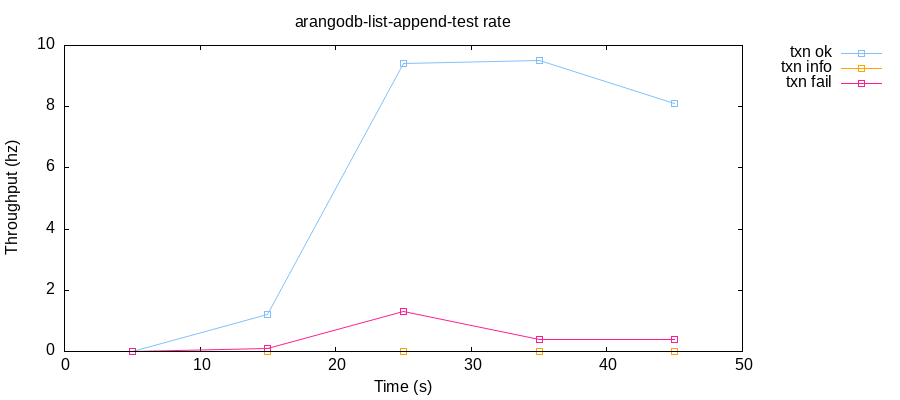 arangodb-list-append-test rate
txn ok
txn info
txn fail
Throughput (hz)
10
8
6
4
2
0
0 10 20 30 40 50
Time (s)